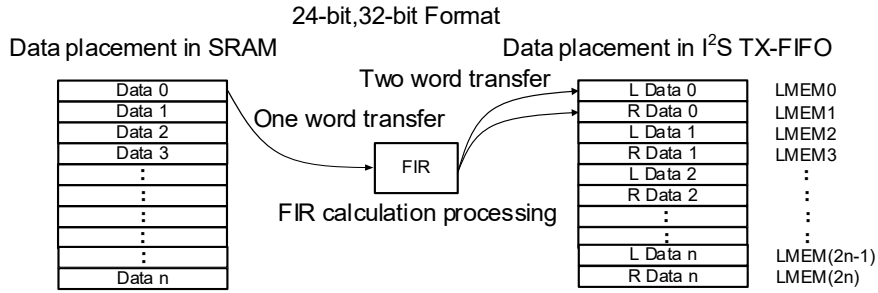 24-bit,32-bit Format
Data placement in SRAM
Data placement in I²S TX-FIFO
Data 0
Data 1
Data 2
Data 3
:
:
:
:
:
Data n
One word transfer
Two word transfer
FIR
FIR calculation processing
L Data 0
R Data 0
L Data 1
R Data 1
L Data 2
R Data 2
:
:
L Data n
R Data n
LMEM0
LMEM1
LMEM2
LMEM3
:
:
:
:
LMEM(2n-1)
LMEM(2n)